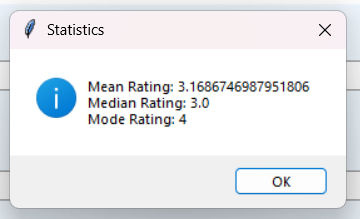 Statistics
Mean Rating: 3.1686746987951806
Median Rating: 3.0
Mode Rating: 4
OK